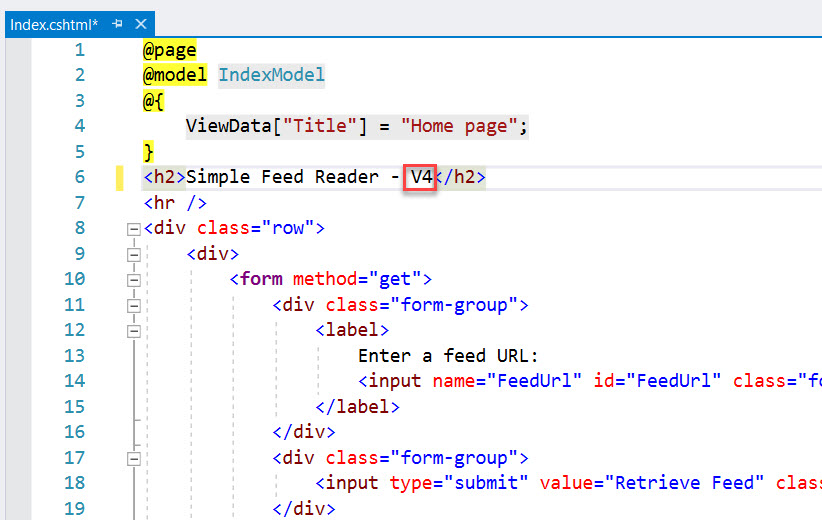 Index.cshtml*
1 @page
2 @model IndexModel
3 @{
4 ViewData["Title"] = "Home page";
5 }
6 <h2>Simple Feed Reader - V4</h2>
7 <hr />
8 <div class="row">
9 <div>
10 <form method="get">
11 <div class="form-group">
12 <label>
13 Enter a feed URL:
14 <input name="FeedUrl" id="FeedUrl" class="fo
15 </label>
16 </div>
17 <div class="form-group">
18 <input type="submit" value="Retrieve Feed" clas
19 </div>